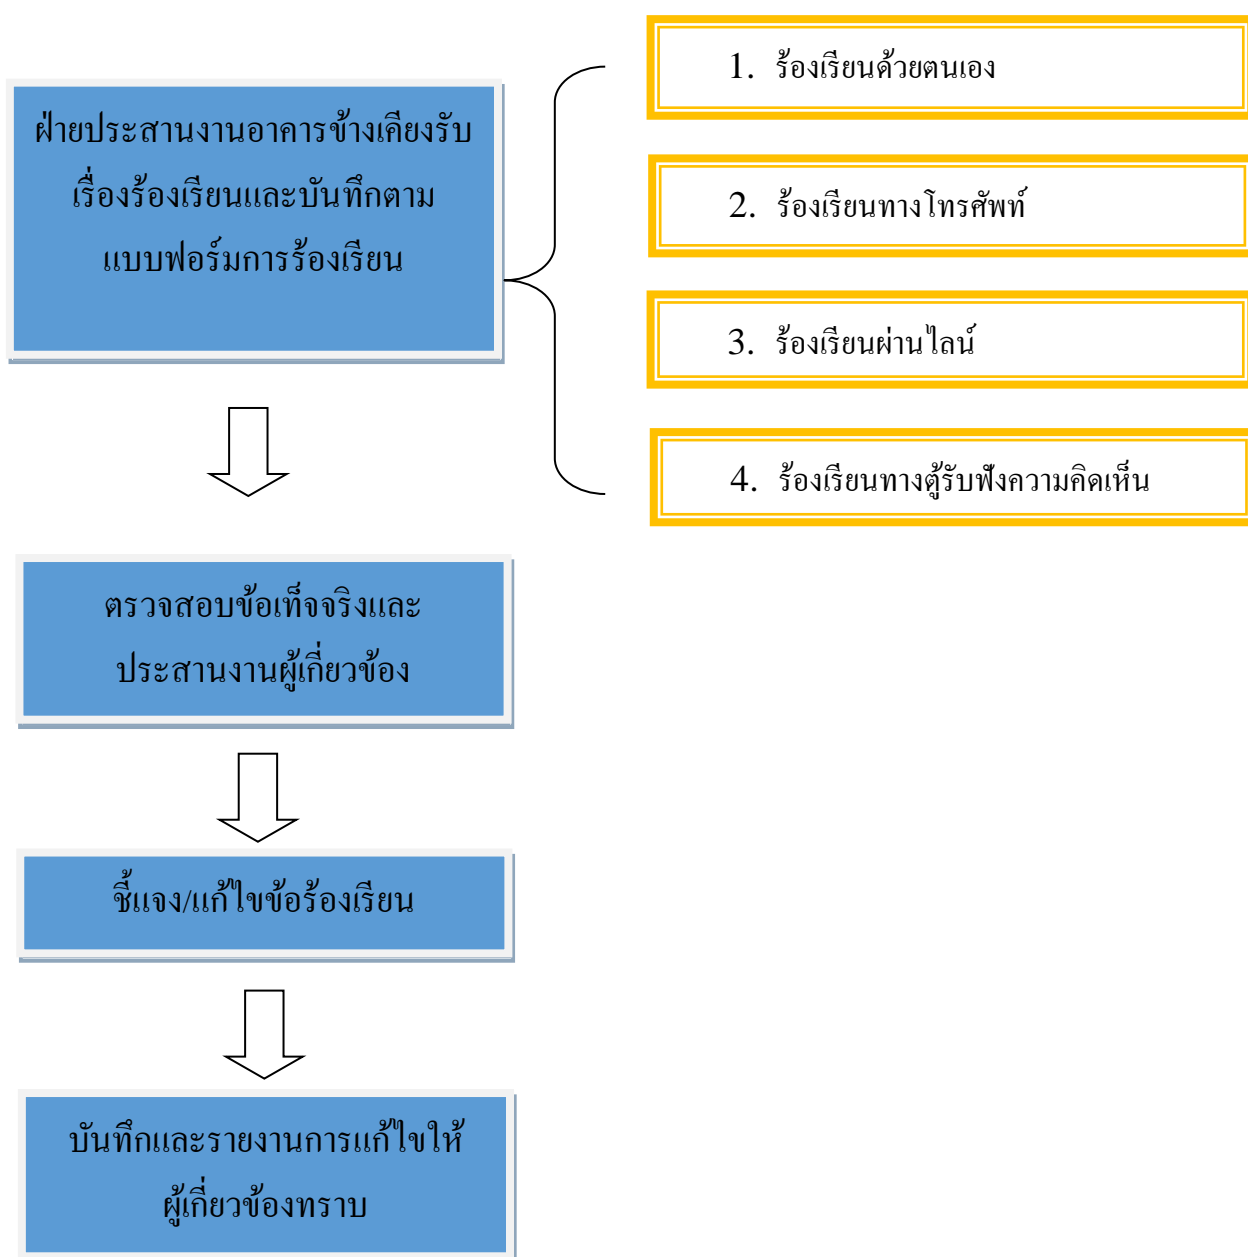 ฝ่ายประสานงานอาคารข้างเคียงรับ
เรื่องร้องเรียนและบันทึกตาม
แบบฟอร์มการร้องเรียน
1. ร้องเรียนด้วยตนเอง
2. ร้องเรียนทางโทรศัพท์
3. ร้องเรียนผ่านไลน์
4. ร้องเรียนทางตู้รับฟังความคิดเห็น
ตรวจสอบข้อเท็จจริงและ
ประสานงานผู้เกี่ยวข้อง
ชี้แจง/แก้ไขข้อร้องเรียน
บันทึกและรายงานการแก้ไขให้
ผู้เกี่ยวข้องทราบ